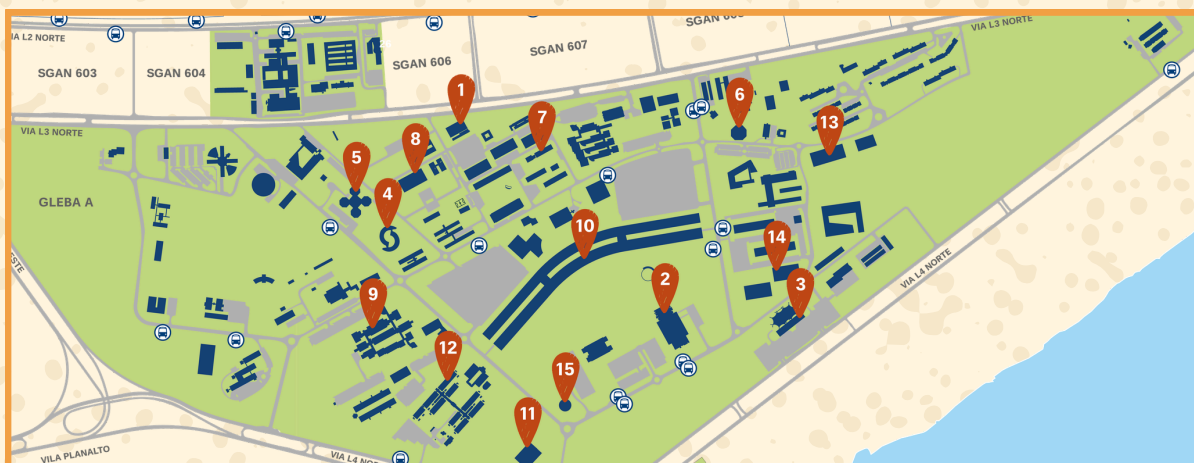 VIA L2 NORTE
SGAN 603
SGAN 604
SGAN 606
SGAN 607
VIA L3 NORTE
VIA L3 NORTE
GLEBA A
1
2
3
4
5
6
7
8
9
10
11
12
13
14
15
VIA L4 NORTE
VILA PLANALTO